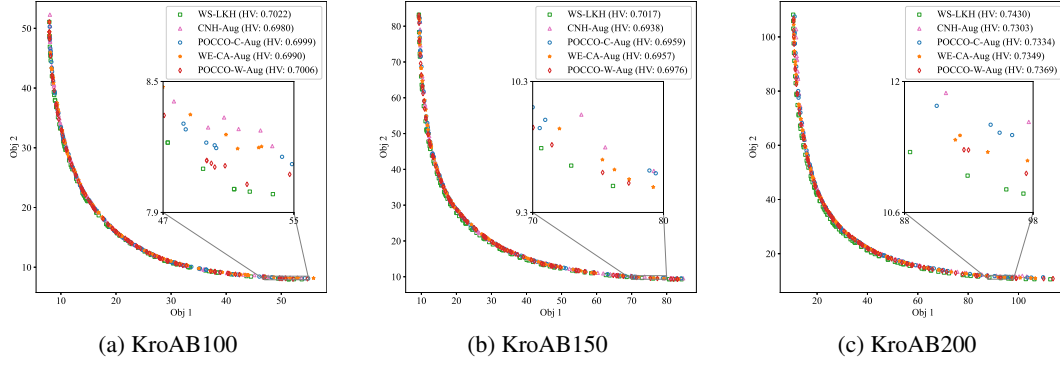 50
40
30
20
10
Obj 2
10
20
30
40
50
Obj 1
WS-LKH (HV: 0.7022)
CNH-Aug (HV: 0.6980)
POCCO-C-Aug (HV: 0.6999)
WE-CA-Aug (HV: 0.6990)
POCCO-W-Aug (HV: 0.7006)
8.5
7.9
47
55
(a) KroAB100
80
70
60
50
40
30
20
10
Obj 2
10
20
30
40
50
60
70
80
Obj 1
WS-LKH (HV: 0.7017)
CNH-Aug (HV: 0.6938)
POCCO-C-Aug (HV: 0.6959)
WE-CA-Aug (HV: 0.6957)
POCCO-W-Aug (HV: 0.6976)
10.3
9.3
70
80
(b) KroAB150
100
80
60
40
20
Obj 2
20
40
60
80
100
Obj 1
WS-LKH (HV: 0.7430)
CNH-Aug (HV: 0.7303)
POCCO-C-Aug (HV: 0.7334)
WE-CA-Aug (HV: 0.7349)
POCCO-W-Aug (HV: 0.7369)
12
10.6
88
98
(c) KroAB200